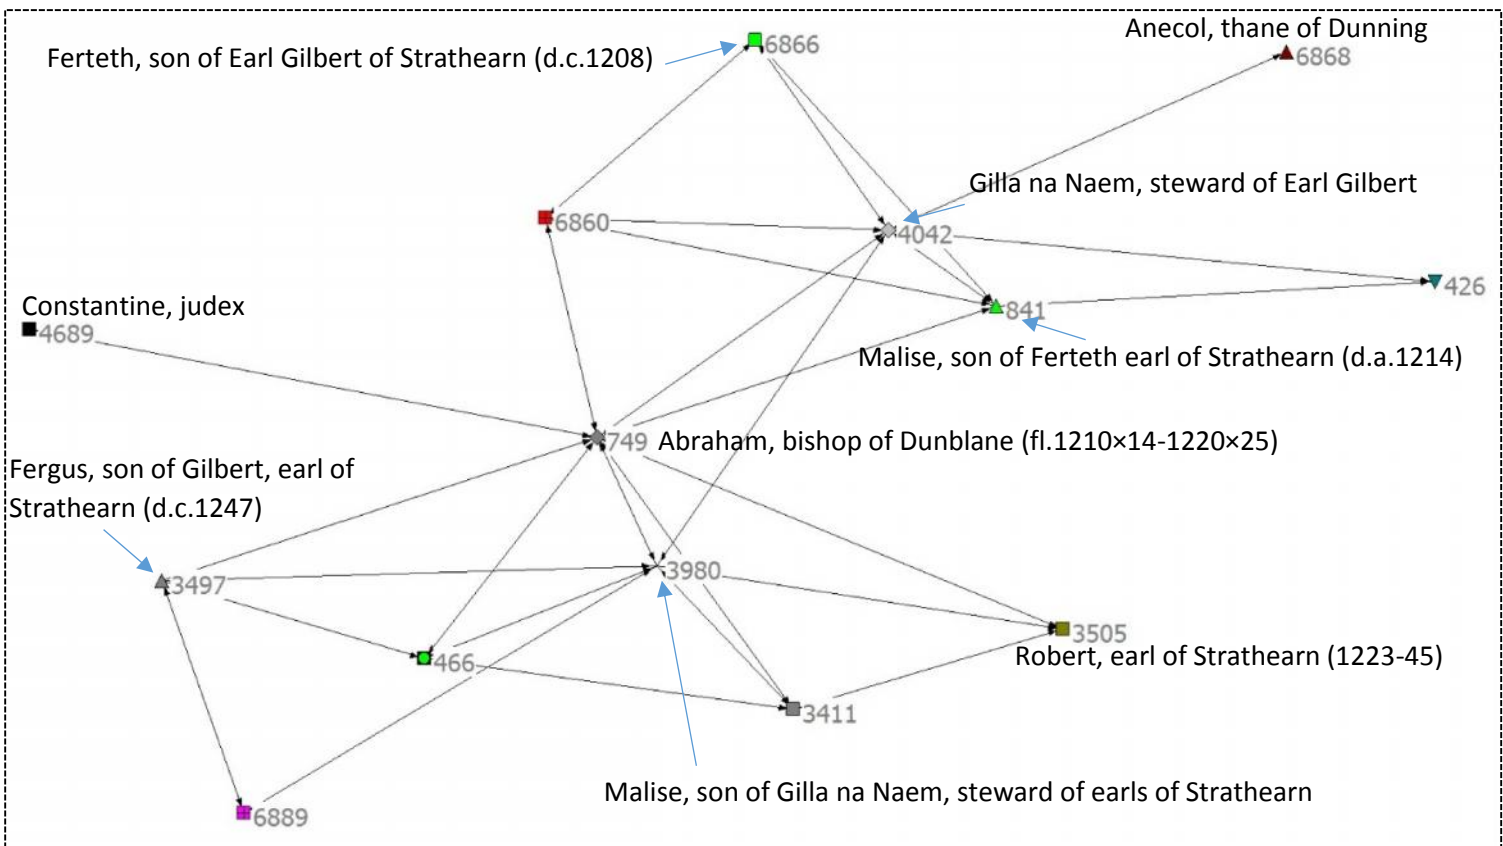 Anecol, thane of Dunning
Ferteth, son of Earl Gilbert of Strathearn (d.c.1208)
6866
6868
Gilla na Naem, steward of Earl Gilbert
6860
4042
426
Constantine, judex
4689
841
Malise, son of Ferteth earl of Strathearn (d.a.1214)
749
Abraham, bishop of Dunblane (fl.1210×14-1220×25)
Fergus, son of Gilbert, earl of
Strathearn (d.c.1247)
3497
3980
3505
466
Robert, earl of Strathearn (1223-45)
3411
Malise, son of Gilla na Naem, steward of earls of Strathearn
6889